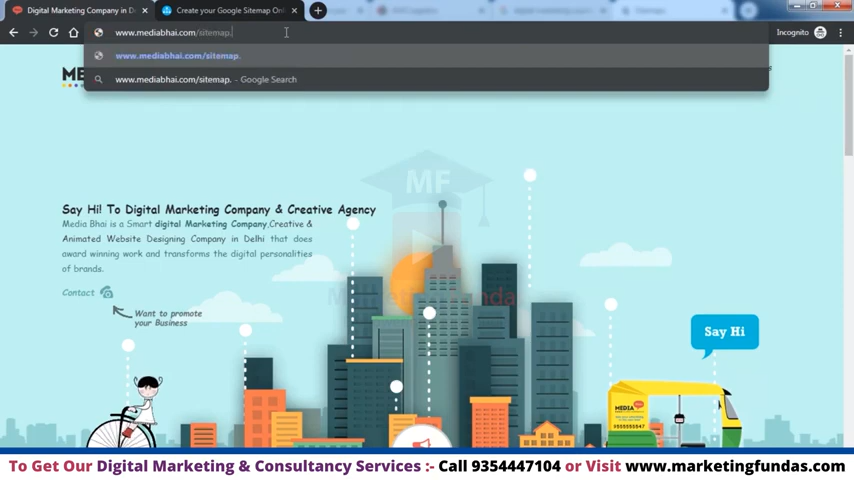 Digital Marketing Company in D
Create your Google Sitemap Onl
www.mediabhai.com/sitemap.
Incognito
www.mediabhai.com/sitemap.
www.mediabhai.com/sitemap. - Google Search
MF
Say Hi! To Digital Marketing Company & Creative Agency
Media Bhai is a Smart digital Marketing Company,Creative &
Animated Website Designing Company in Delhi that does
award winning work and transforms the digital personalities
of brands.
Contact
Want to promote
your Business
Say Hi
MEDIA
To Get Our Digital Marketing & Consultancy Services :- Call 9354447104 or Visit www.marketingfundas.com